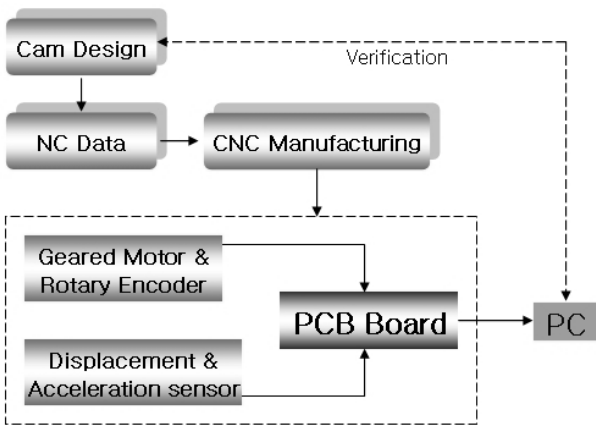 Cam Design
Verification
NC Data
CNC Manufacturing
Geared Motor &
Rotary Encoder
PCB Board
PC
Displacement &
Acceleration sensor